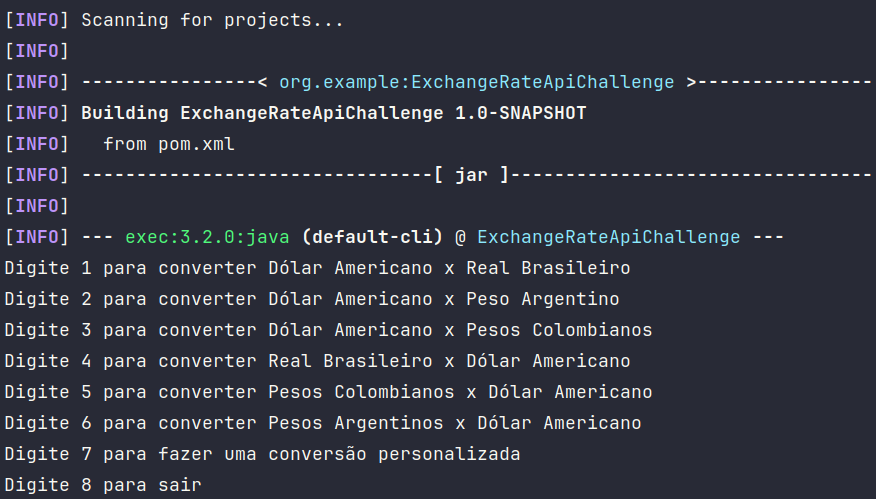 [INFO] Scanning for projects...
[INFO]
[INFO] ----------------< org.example:ExchangeRateApiChallenge >----------------
[INFO] Building ExchangeRateApiChallenge 1.0-SNAPSHOT
[INFO]   from pom.xml
[INFO] --------------------------------[ jar ]---------------------------------
[INFO]
[INFO] --- exec:3.2.0:java (default-cli) @ ExchangeRateApiChallenge ---
Digite 1 para converter Dólar Americano x Real Brasileiro
Digite 2 para converter Dólar Americano x Peso Argentino
Digite 3 para converter Dólar Americano x Pesos Colombianos
Digite 4 para converter Real Brasileiro x Dólar Americano
Digite 5 para converter Pesos Colombianos x Dólar Americano
Digite 6 para converter Pesos Argentinos x Dólar Americano
Digite 7 para fazer uma conversão personalizada
Digite 8 para sair